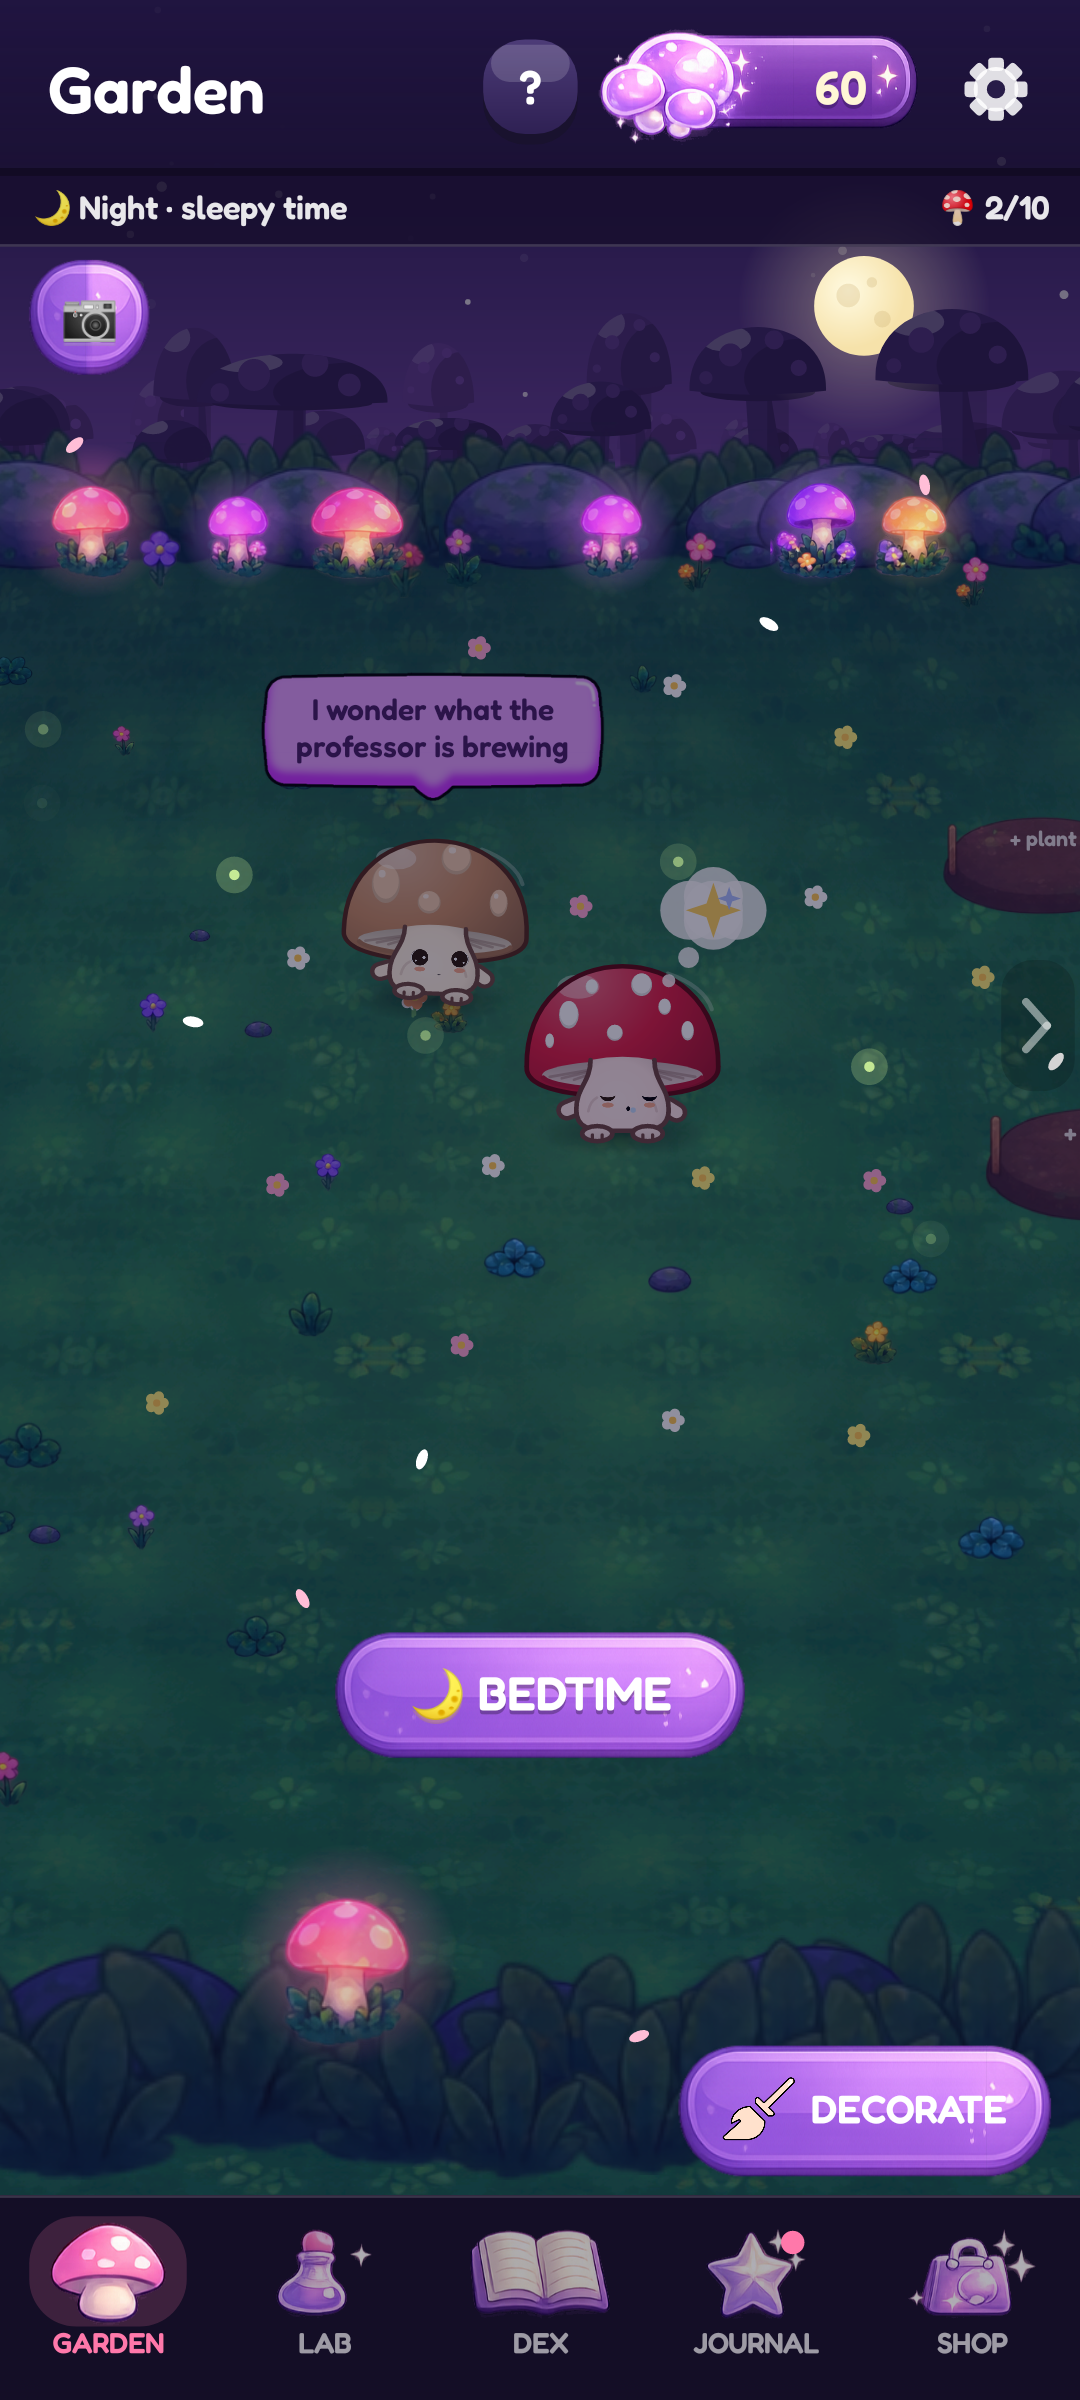 Garden
?
60
Night · sleepy time
2/10
I wonder what the
professor is brewing
+ plant
+
BEDTIME
DECORATE
GARDEN
LAB
DEX
JOURNAL
SHOP